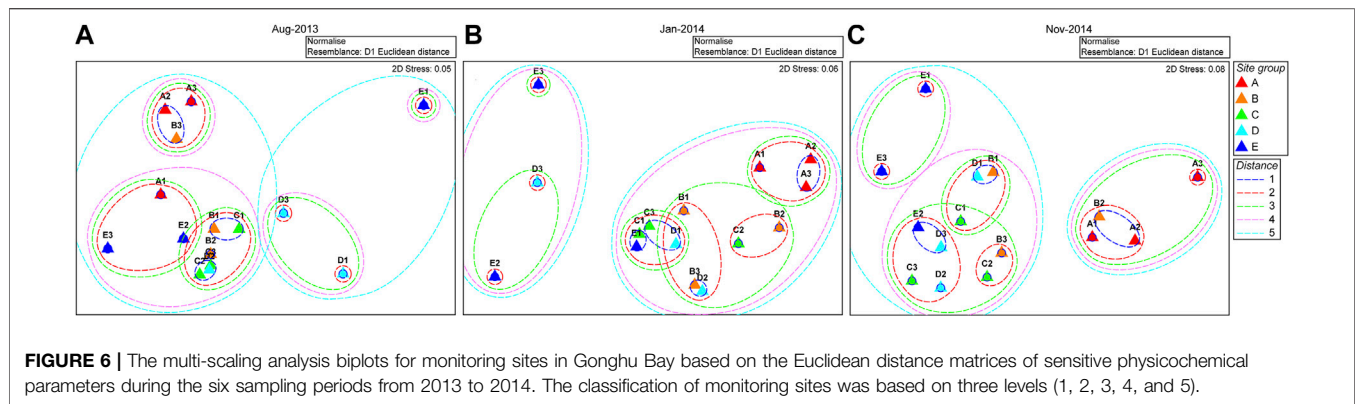 A
Aug-2013
Normalise
Resemblance: D1 Euclidean distance
2D Stress: 0.05
A2
A3
B3
E1
A1
D3
B1
C1
E2
E3
B2
C2
D1
B
Jan-2014
Normalise
Resemblance: D1 Euclidean distance
2D Stress: 0.06
E3
A1
A2
A3
D3
B1
C3
C1
B2
E1
D1
C2
E2
B3
D2
C
Nov-2014
Normalise
Resemblance: D1 Euclidean distance
2D Stress: 0.08
E1
E3
D1
B1
A3
C1
B2
E2
A1
A2
D3
B3
C3
D2
C2
Site group
A
B
C
D
E
Distance
1
2
3
4
5
FIGURE 6 | The multi-scaling analysis biplots for monitoring sites in Gonghu Bay based on the Euclidean distance matrices of sensitive physicochemical
parameters during the six sampling periods from 2013 to 2014. The classification of monitoring sites was based on three levels (1, 2, 3, 4, and 5).